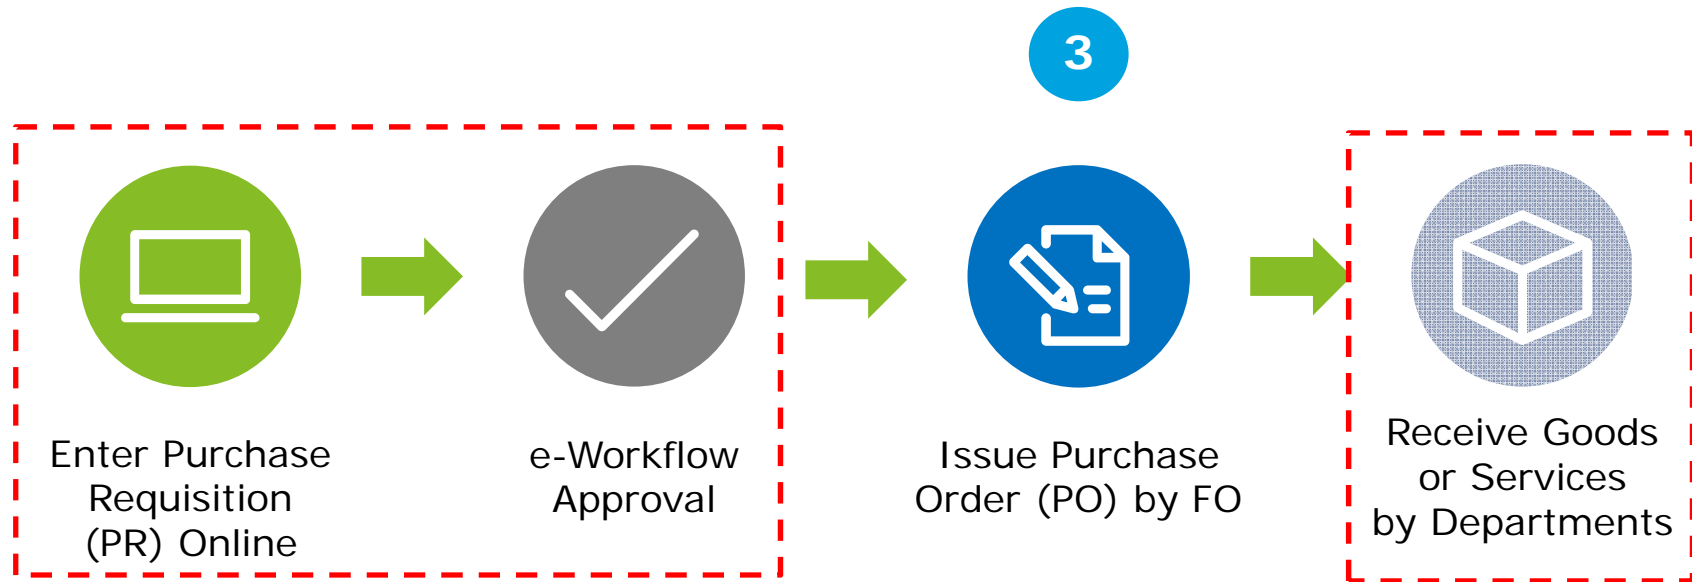 3
Enter Purchase
Requisition
(PR) Online
e-Workflow
Approval
Issue Purchase
Order (PO) by FO
Receive Goods
or Services
by Departments